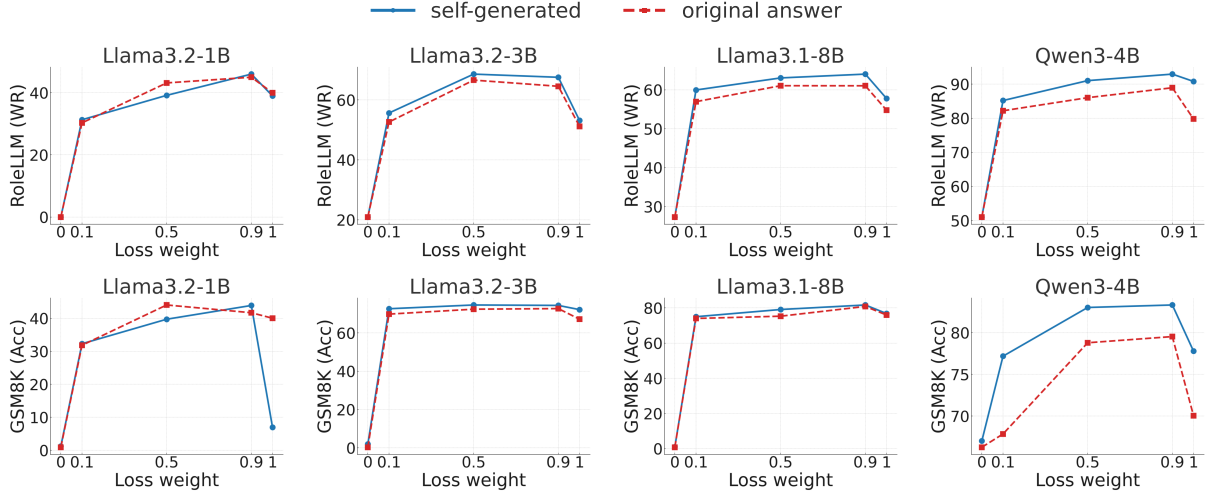 self-generated original answer
Llama3.2-1B Llama3.2-3B Llama3.1-8B Qwen3-4B
RoleLLM (WR)
40
20
0
0 0.1 0.5 0.9 1
Loss weight
RoleLLM (WR)
60
40
20
0 0.1 0.5 0.9 1
Loss weight
RoleLLM (WR)
60
50
40
30
0 0.1 0.5 0.9 1
Loss weight
RoleLLM (WR)
90
80
70
60
50
0 0.1 0.5 0.9 1
Loss weight
Llama3.2-1B Llama3.2-3B Llama3.1-8B Qwen3-4B
GSM8K (Acc)
40
30
20
10
0
0 0.1 0.5 0.9 1
Loss weight
GSM8K (Acc)
60
40
20
0
0 0.1 0.5 0.9 1
Loss weight
GSM8K (Acc)
80
60
40
20
0
0 0.1 0.5 0.9 1
Loss weight
GSM8K (Acc)
80
75
70
0 0.1 0.5 0.9 1
Loss weight